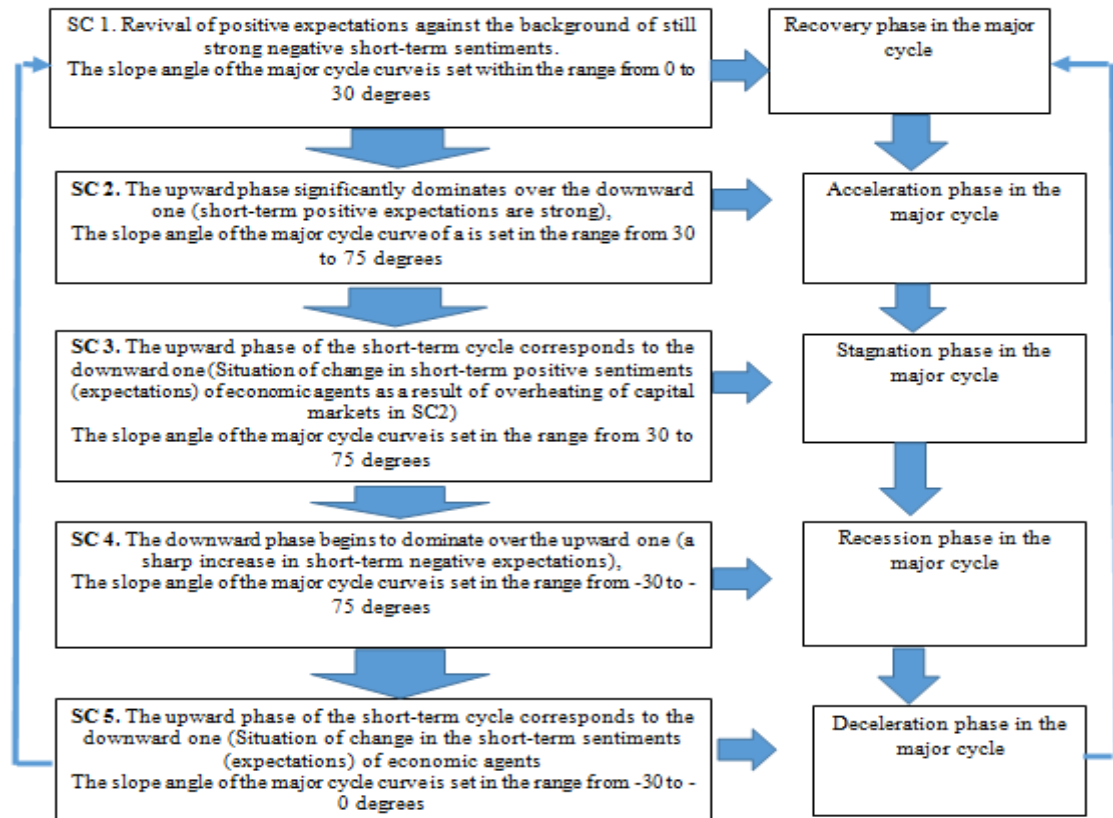 SC 1. Revival of positive expectations against the background of still
strong negative short-term sentiments.
The slope angle of the major cycle curve is set within the range from 0 to
30 degrees
Recovery phase in the major
cycle
SC 2. The upward phase significantly dominates over the downward
one (short-term positive expectations are strong),
The slope angle of the major cycle curve of a is set in the range from 30
to 75 degrees
Acceleration phase in the
major cycle
SC 3. The upward phase of the short-term cycle corresponds to the
downward one (Situation of change in short-term positive sentiments
(expectations) of economic agents as a result of overheating of capital
markets in SC2)
The slope angle of the major cycle curve is set in the range from 30 to
75 degrees
Stagnation phase in the
major cycle
SC 4. The downward phase begins to dominate over the upward one (a
sharp increase in short-term negative expectations),
The slope angle of the major cycle curve is set in the range from -30 to -
75 degrees
Recession phase in the
major cycle
SC 5. The upward phase of the short-term cycle corresponds to the
downward one (Situation of change in the short-term sentiments
(expectations) of economic agents
The slope angle of the major cycle curve is set in the range from -30 to -
0 degrees
Deceleration phase in the
major cycle